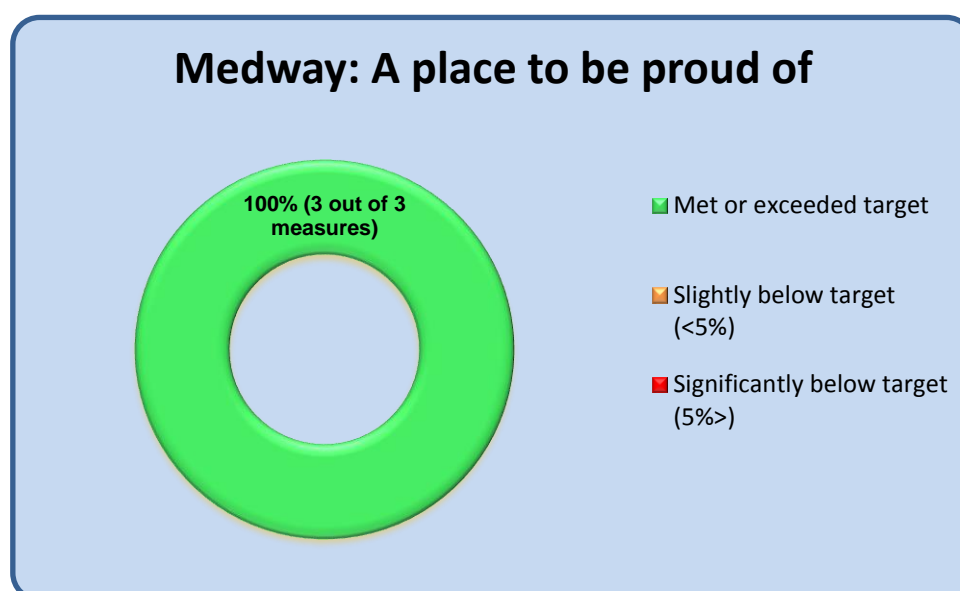 Medway: A place to be proud of
100% (3 out of 3
measures)
Met or exceeded target
Slightly below target
(<5%)
Significantly below target
(5%>)